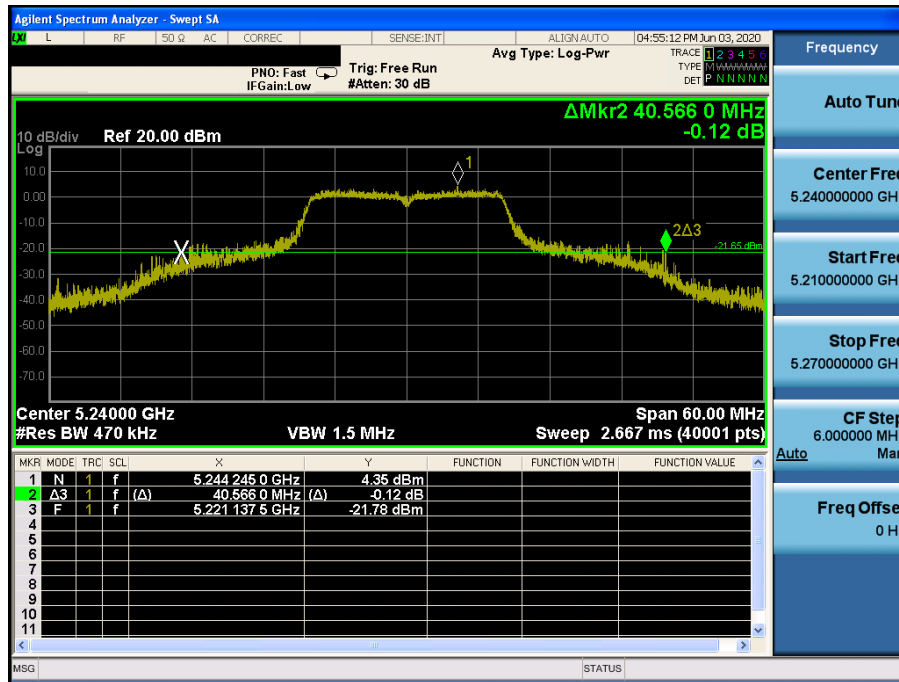 Agilent Spectrum Analyzer - Swept SA
LXI L RF 50 Ω AC CORREC SENSE:INT ALIGN AUTO 04:55:12 PM Jun 03, 2020
Avg Type: Log-Pwr TRACE 1 2 3 4 5 6
PNO: Fast Trig: Free Run TYPE M W W W W W
IFGain:Low #Atten: 30 dB DET P N N N N N
ΔMkr2 40.566 0 MHz
-0.12 dB
10 dB/div Ref 20.00 dBm
Log
10.0
1
0.00
-10.0
2Δ3
-20.0
-21.65 dBm
-30.0
-40.0
-50.0
-60.0
-70.0
Center 5.24000 GHz Span 60.00 MHz
#Res BW 470 kHz VBW 1.5 MHz Sweep 2.667 ms (40001 pts)
MKR MODE TRC SCL X Y FUNCTION FUNCTION WIDTH FUNCTION VALUE
1 N 1 f 5.244 245 0 GHz 4.35 dBm
2 Δ3 1 f (Δ) 40.566 0 MHz (Δ) -0.12 dB
3 F 1 f 5.221 137 5 GHz -21.78 dBm
4
5
6
7
8
9
10
11
MSG STATUS
Frequency
Auto Tune
Center Fre
5.240000000 GH
Start Fre
5.210000000 GH
Stop Fre
5.270000000 GH
CF Step
6.000000 MH
Auto Ma
Freq Offse
0 H